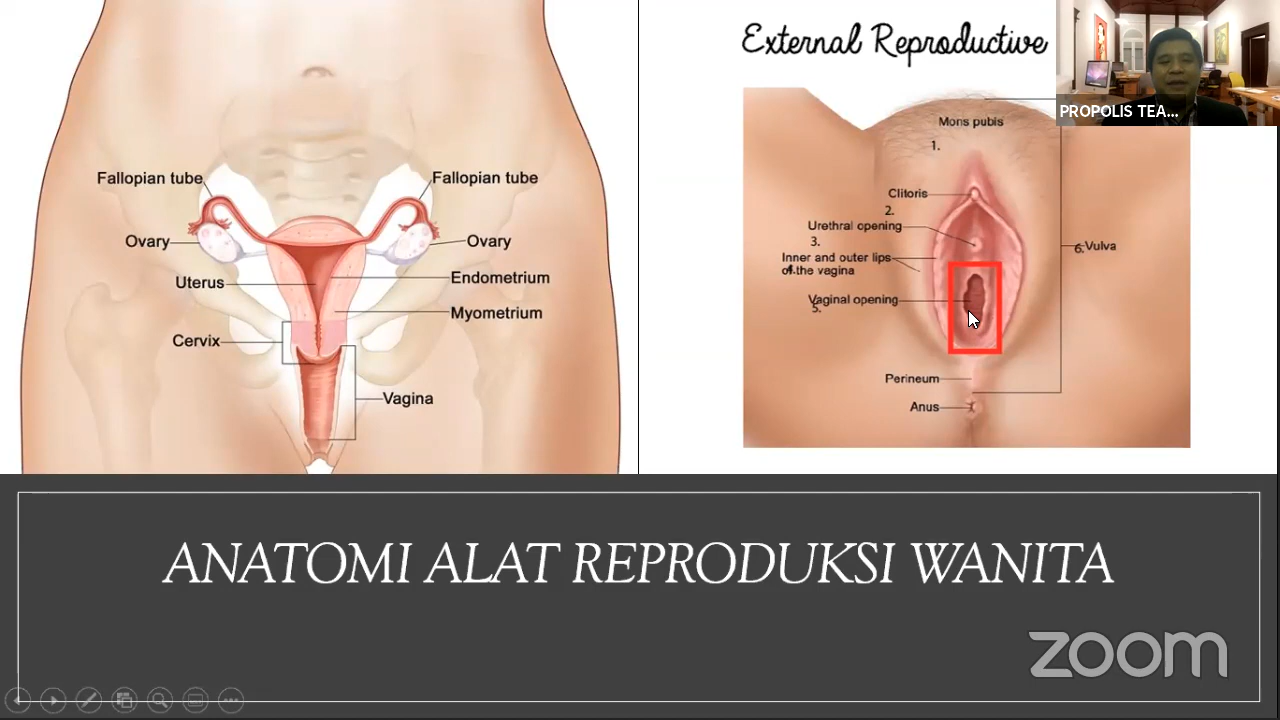 Fallopian tube
Fallopian tube
Ovary
Ovary
Uterus
Endometrium
Myometrium
Cervix
Vagina
External Reproductive
PROPOLIS TEA...
Mons pubis
1.
Clitoris
2.
Urethral opening
3.
Inner and outer lips
of the vagina
4.
Vaginal opening
5.
6.
Vulva
Perineum
Anus
ANATOMI ALAT REPRODUKSI WANITA
zoom